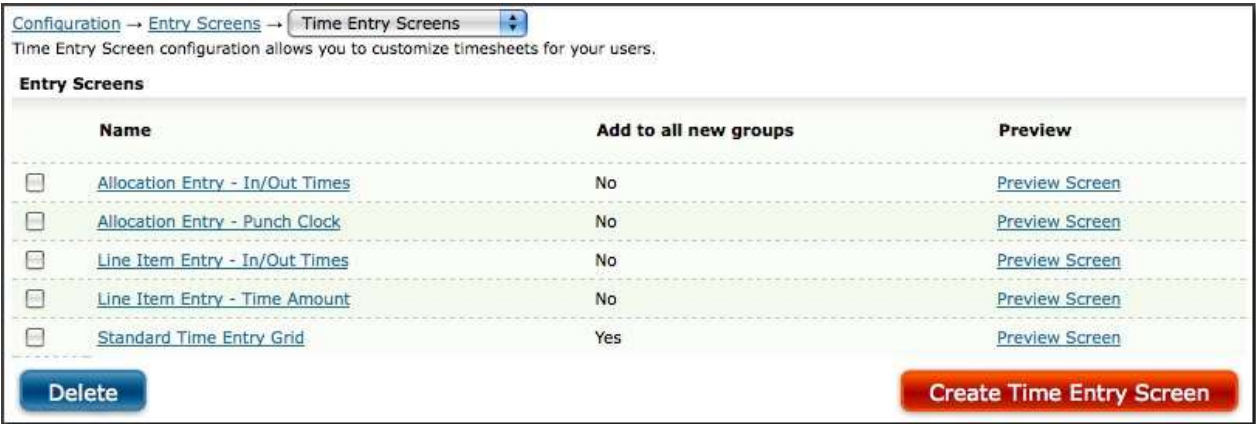 Configuration → Entry Screens → Time Entry Screens
Time Entry Screen configuration allows you to customize timesheets for your users.
Entry Screens
Name Add to all new groups Preview
Allocation Entry - In/Out Times No Preview Screen
Allocation Entry - Punch Clock No Preview Screen
Line Item Entry - In/Out Times No Preview Screen
Line Item Entry - Time Amount No Preview Screen
Standard Time Entry Grid Yes Preview Screen
Delete Create Time Entry Screen